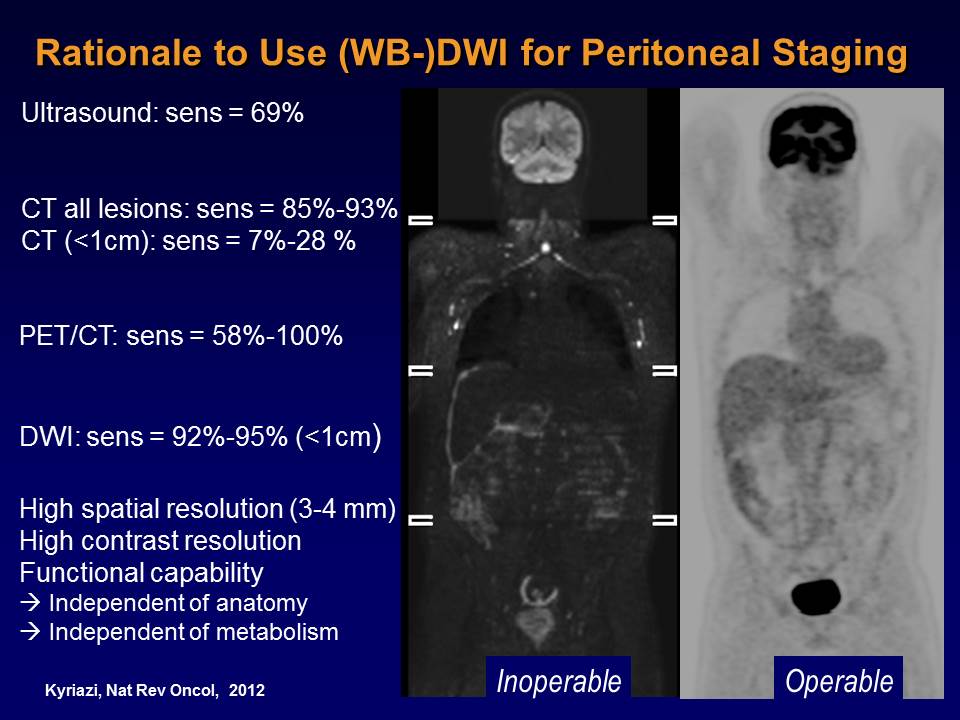 Rationale to Use (WB-)DWI for Peritoneal Staging
Ultrasound: sens = 69%
CT all lesions: sens = 85%-93%
CT (<1cm): sens = 7%-28 %
PET/CT: sens = 58%-100%
DWI: sens = 92%-95% (<1cm)
High spatial resolution (3-4 mm)
High contrast resolution
Functional capability
→ Independent of anatomy
→ Independent of metabolism
Kyriazi, Nat Rev Oncol, 2012
Inoperable
Operable